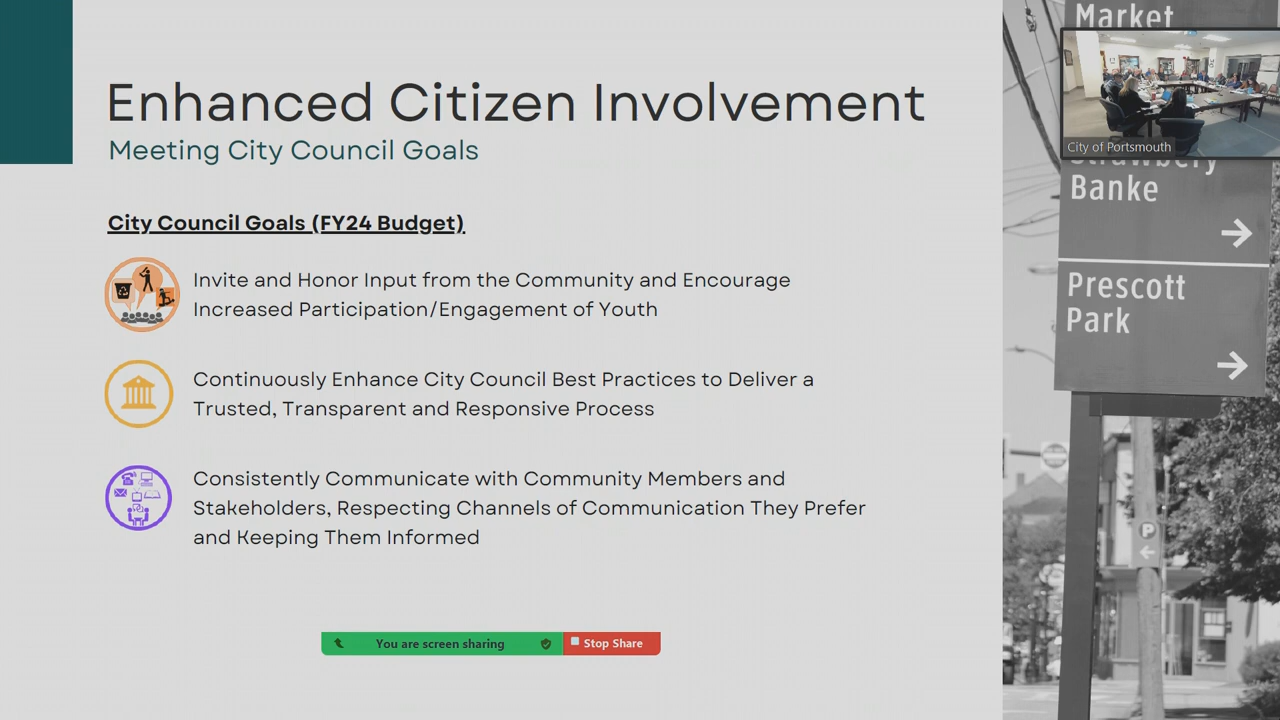 Enhanced Citizen Involvement
Meeting City Council Goals
City Council Goals (FY24 Budget)
Invite and Honor Input from the Community and Encourage
Increased Participation/Engagement of Youth
Continuously Enhance City Council Best Practices to Deliver a
Trusted, Transparent and Responsive Process
Consistently Communicate with Community Members and
Stakeholders, Respecting Channels of Communication They Prefer
and Keeping Them Informed
You are screen sharing
Stop Share
Market
City of Portsmouth
Strawbery
Banke
Prescott
Park
P